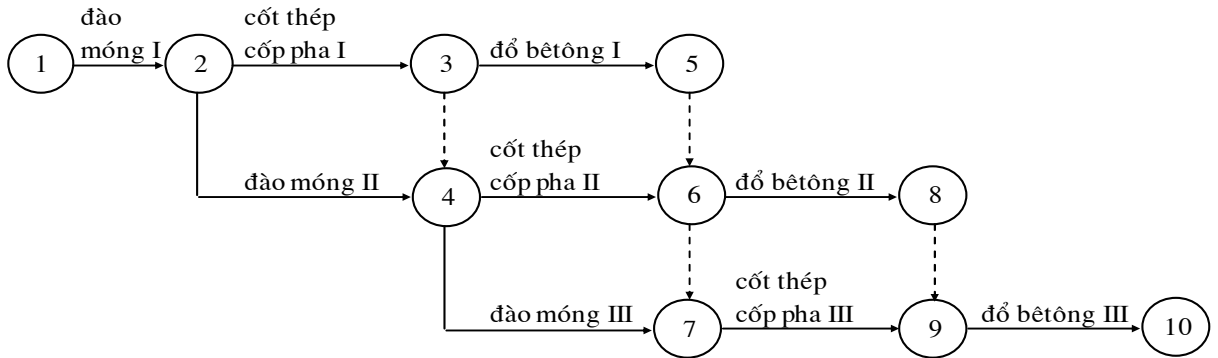 đào
móng I
cốt thép
cốp pha I
đổ bêtông I
1
2
3
5
cốt thép
cốp pha II
đào móng II
đổ bêtông II
4
6
8
cốt thép
cốp pha III
đào móng III
đổ bêtông III
7
9
10